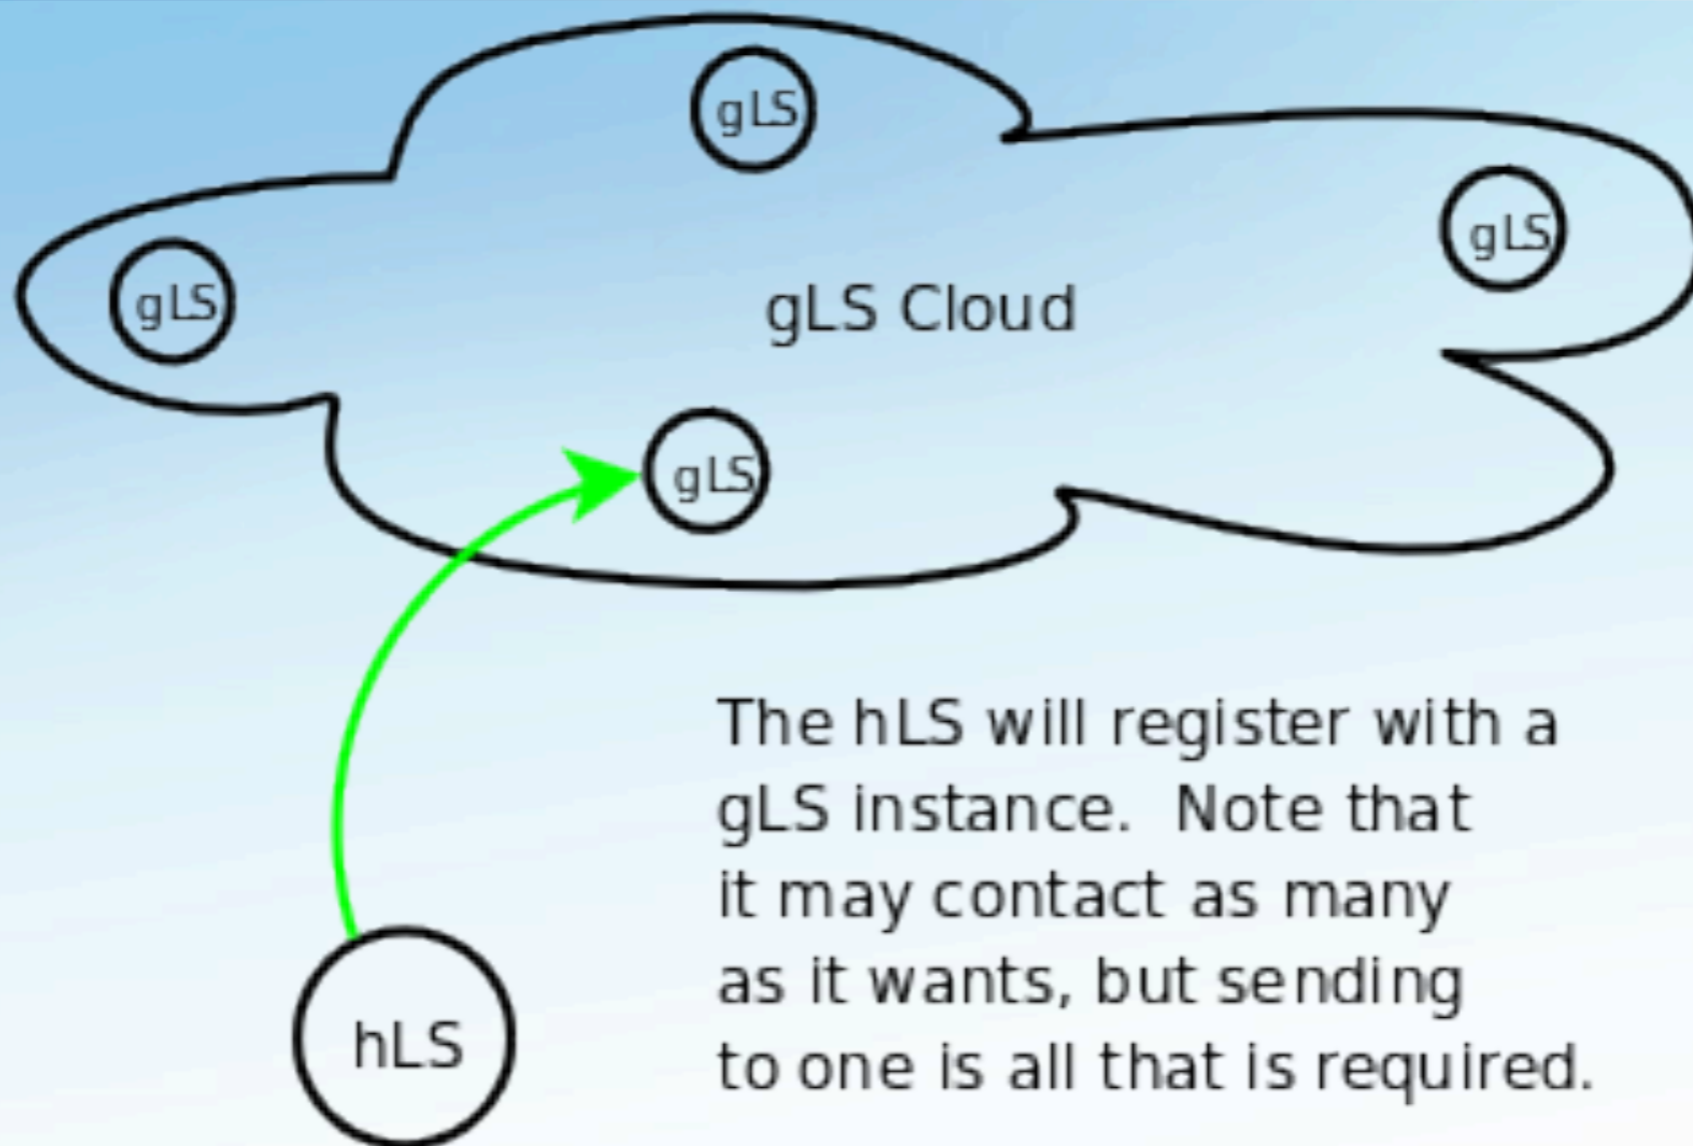 gLS
gLS
gLS
gLS Cloud
gLS
The hLS will register with a
gLS instance.  Note that
it may contact as many
as it wants, but sending
to one is all that is required.
hLS